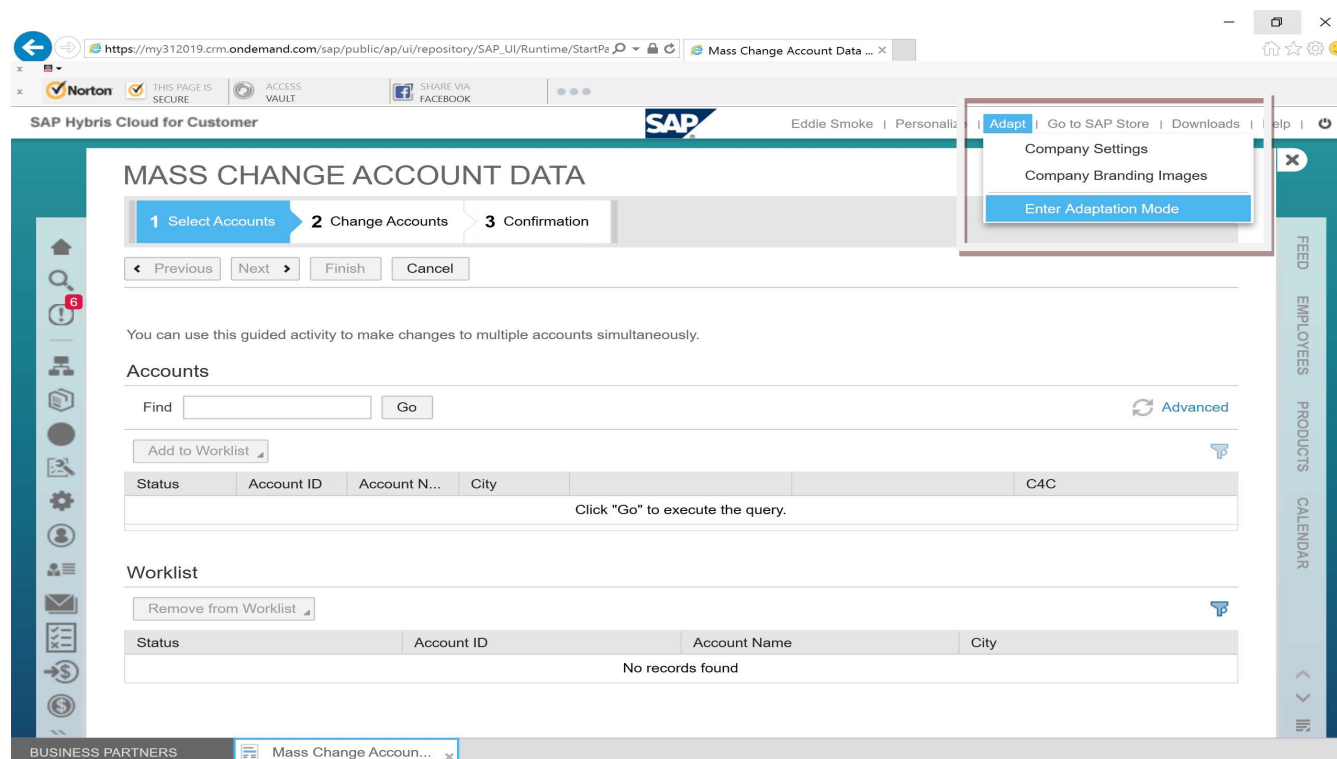 https://my312019.crm.ondemand.com/sap/public/ap/ui/repository/SAP_UI/Runtime/StartPa
Mass Change Account Data ...
Norton
THIS PAGE IS SECURE
ACCESS VAULT
SHARE VIA FACEBOOK
SAP Hybris Cloud for Customer
SAP
Eddie Smoke | Personaliz | Adapt | Go to SAP Store | Downloads | elp |
Company Settings
Company Branding Images
Enter Adaptation Mode
MASS CHANGE ACCOUNT DATA
1 Select Accounts 2 Change Accounts 3 Confirmation
Previous Next Finish Cancel
6
You can use this guided activity to make changes to multiple accounts simultaneously.
Accounts
Find Go Advanced
Add to Worklist
Status Account ID Account N... City C4C
Click "Go" to execute the query.
Worklist
Remove from Worklist
Status Account ID Account Name City
No records found
FEED
EMPLOYEES
PRODUCTS
CALENDAR
BUSINESS PARTNERS
Mass Change Accoun...